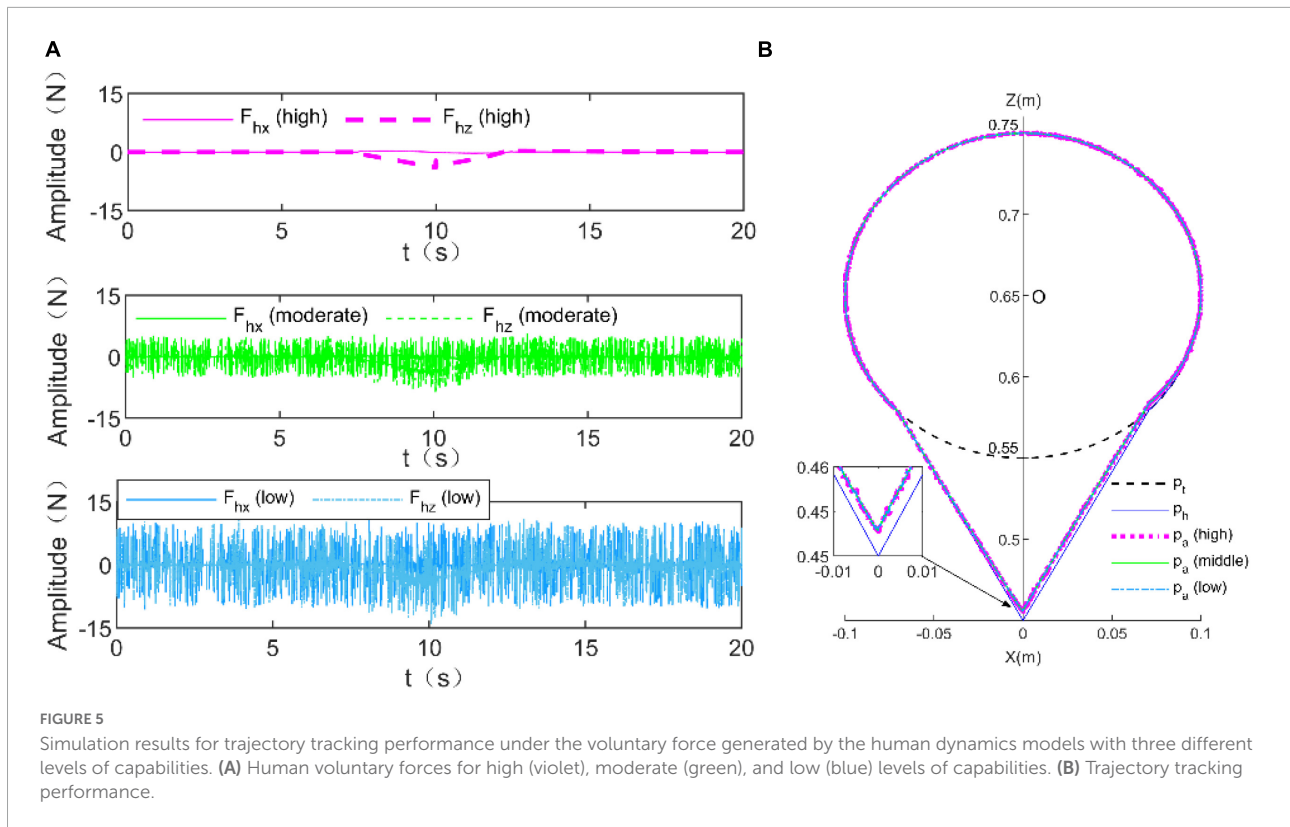 A
Amplitude（N）
15
0
-15
F_hx (high) F_hz (high)
0 5 10 15 20
t（s）
Amplitude（N）
15
0
-15
F_hx (moderate) F_hz (moderate)
0 5 10 15 20
t（s）
Amplitude（N）
15
0
-15
F_hx (low) F_hz (low)
0 5 10 15 20
t（s）
B
Z(m)
0.75
0.7
0.65 O
0.6
0.55
0.5
0.46
0.45
0.45
-0.01 0 0.01
p_t
p_h
p_a (high)
p_a (middle)
p_a (low)
-0.1 -0.05 0 0.05 0.1
X(m)
FIGURE 5
Simulation results for trajectory tracking performance under the voluntary force generated by the human dynamics models with three different
levels of capabilities. (A) Human voluntary forces for high (violet), moderate (green), and low (blue) levels of capabilities. (B) Trajectory tracking
performance.